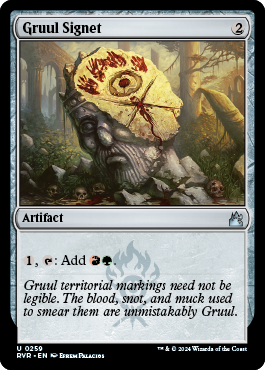 Gruul Signet 2
Artifact
1, : Add .
Gruul territorial markings need not be
legible. The blood, snot, and muck used
to smear them are unmistakably Gruul.
U 0259
RVR • EN Efrem Palacios
™ & © 2024 Wizards of the Coast